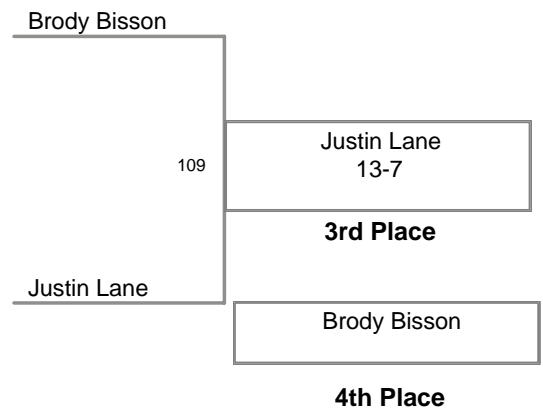 Brody Bisson
Justin Lane
13-7
109
3rd Place
Justin Lane
Brody Bisson
4th Place